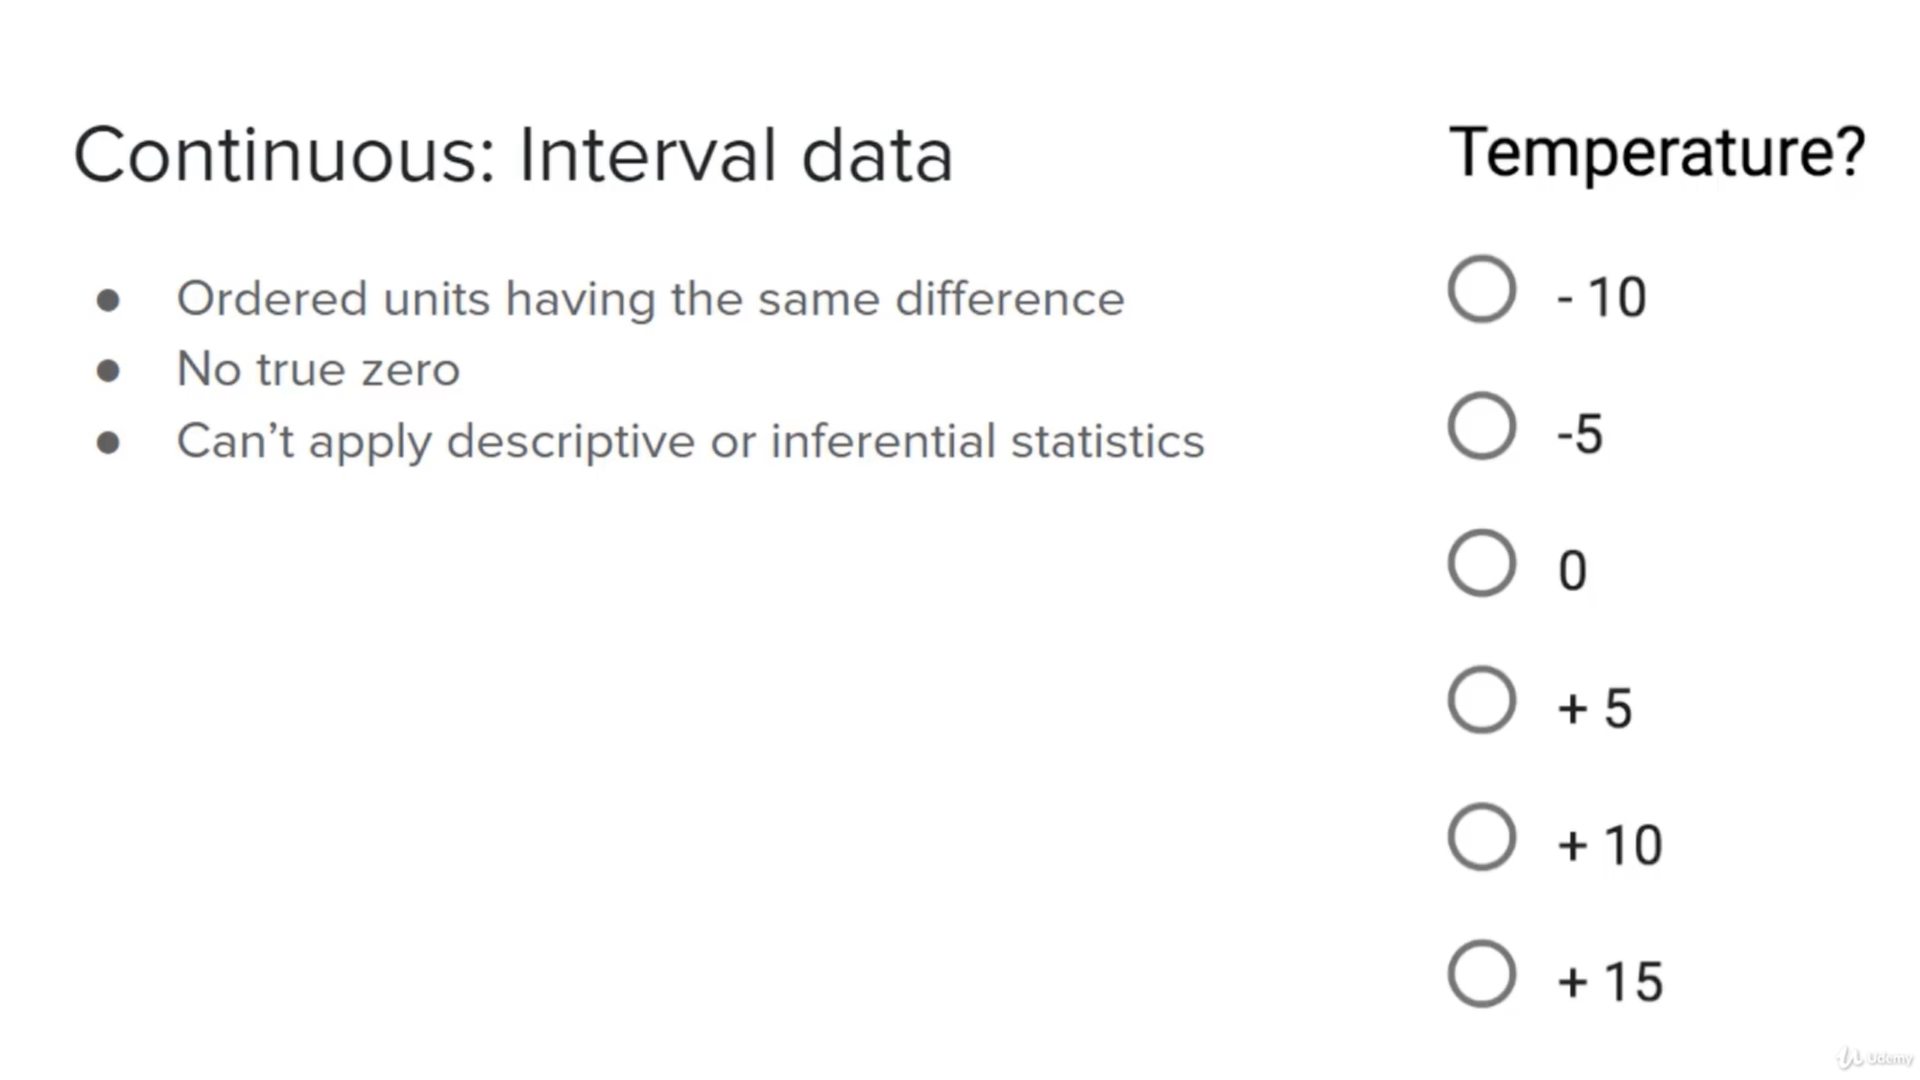 Continuous: Interval data
● Ordered units having the same difference
● No true zero
● Can’t apply descriptive or inferential statistics
Temperature?
- 10
-5
0
+ 5
+ 10
+ 15
Udemy